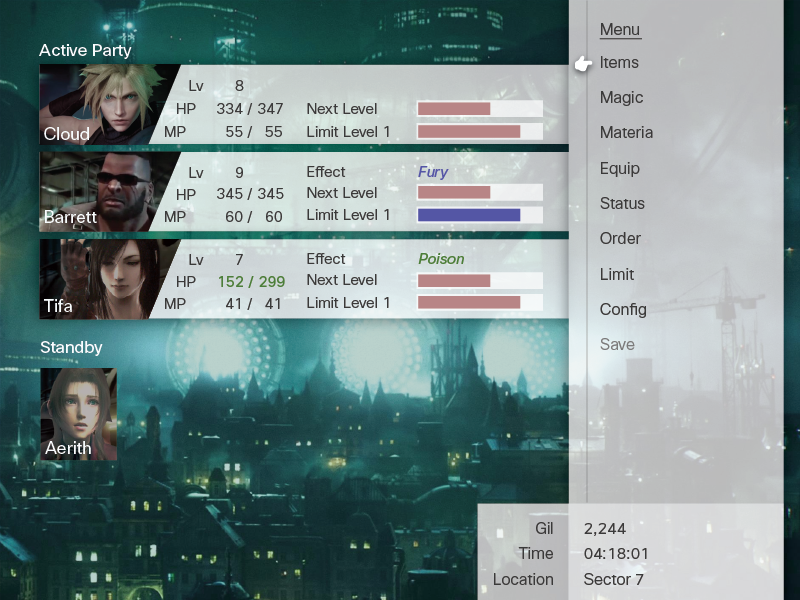 Active Party
Cloud
Lv 8
HP 334 / 347 Next Level
MP 55 / 55 Limit Level 1
Barrett
Lv 9 Effect Fury
HP 345 / 345 Next Level
MP 60 / 60 Limit Level 1
Tifa
Lv 7 Effect Poison
HP 152 / 299 Next Level
MP 41 / 41 Limit Level 1
Standby
Aerith
Menu
Items
Magic
Materia
Equip
Status
Order
Limit
Config
Save
Gil 2,244
Time 04:18:01
Location Sector 7